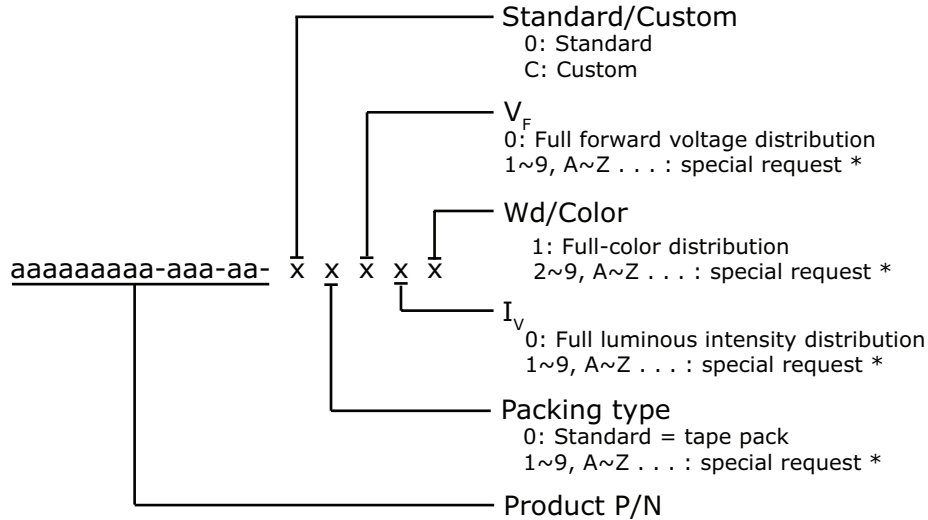 Standard/Custom
0: Standard
C: Custom
VF
0: Full forward voltage distribution
1~9, A~Z . . . : special request *
Wd/Color
1: Full-color distribution
2~9, A~Z . . . : special request *
aaaaaaaaa-aaa-aa- x x x x x
IV
0: Full luminous intensity distribution
1~9, A~Z . . . : special request *
Packing type
0: Standard = tape pack
1~9, A~Z . . . : special request *
Product P/N